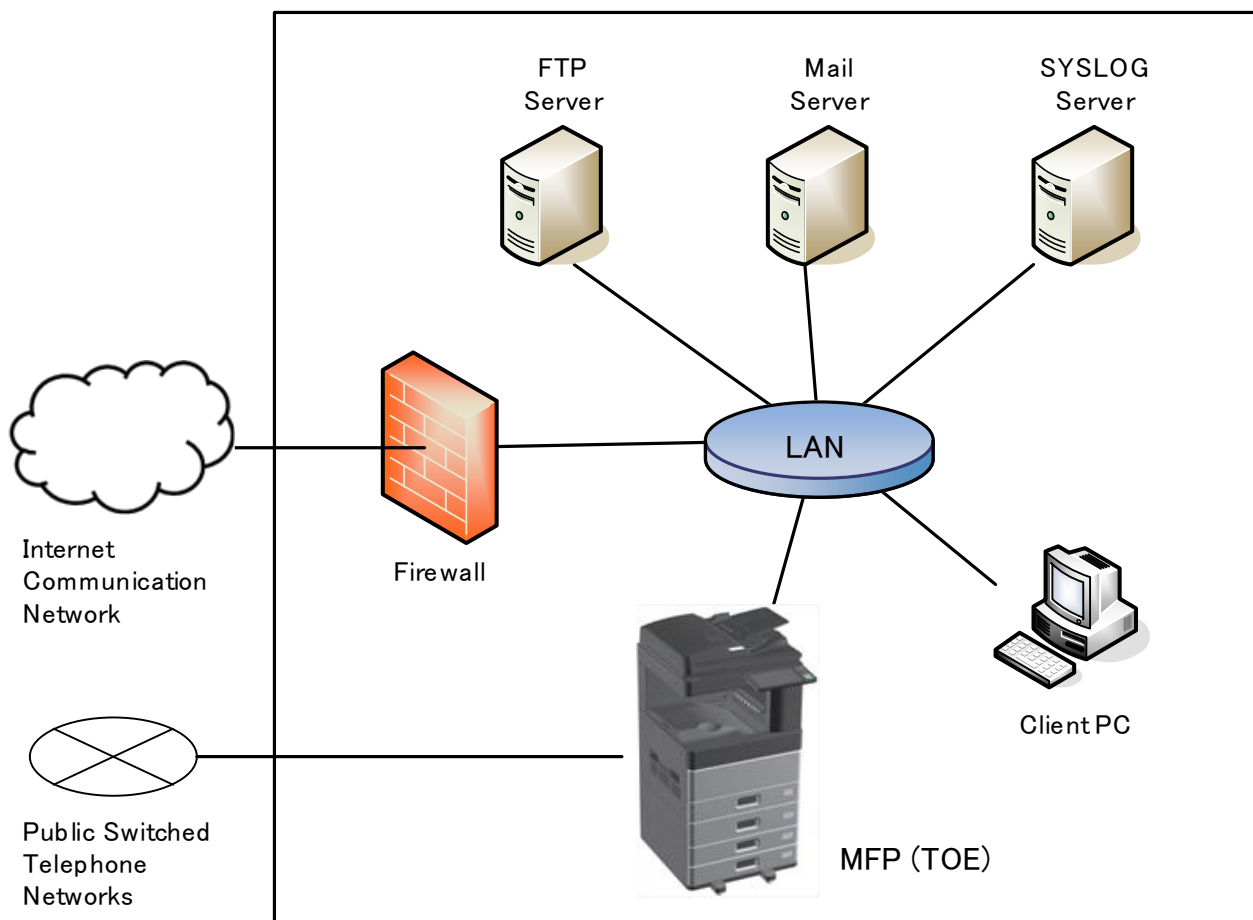 FTP
Server
Mail
Server
SYSLOG
Server
LAN
Internet
Communication
Network
Firewall
Client PC
Public Switched
Telephone
Networks
MFP (TOE)